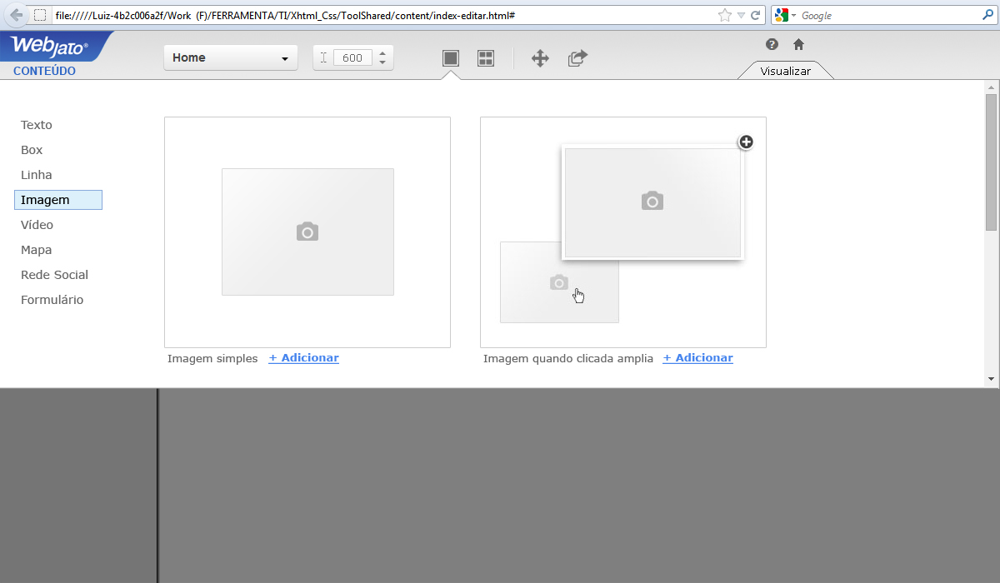 file://///Luiz-4b2c006a2f/Work (F)/FERRAMENTA/TI/Xhtml_Css/ToolShared/content/index-editar.html#
Google
Webjato®
CONTEÚDO
Home
600
?
Visualizar
Texto
Box
Linha
Imagem
Vídeo
Mapa
Rede Social
Formulário
Imagem simples + Adicionar
Imagem quando clicada amplia + Adicionar